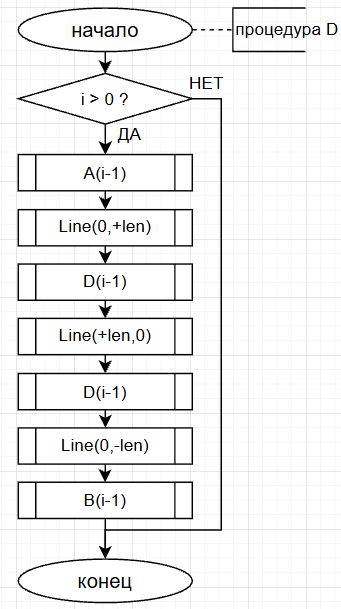 начало
процедура D
i > 0 ?
НЕТ
ДА
A(i-1)
Line(0,+len)
D(i-1)
Line(+len,0)
D(i-1)
Line(0,-len)
B(i-1)
конец